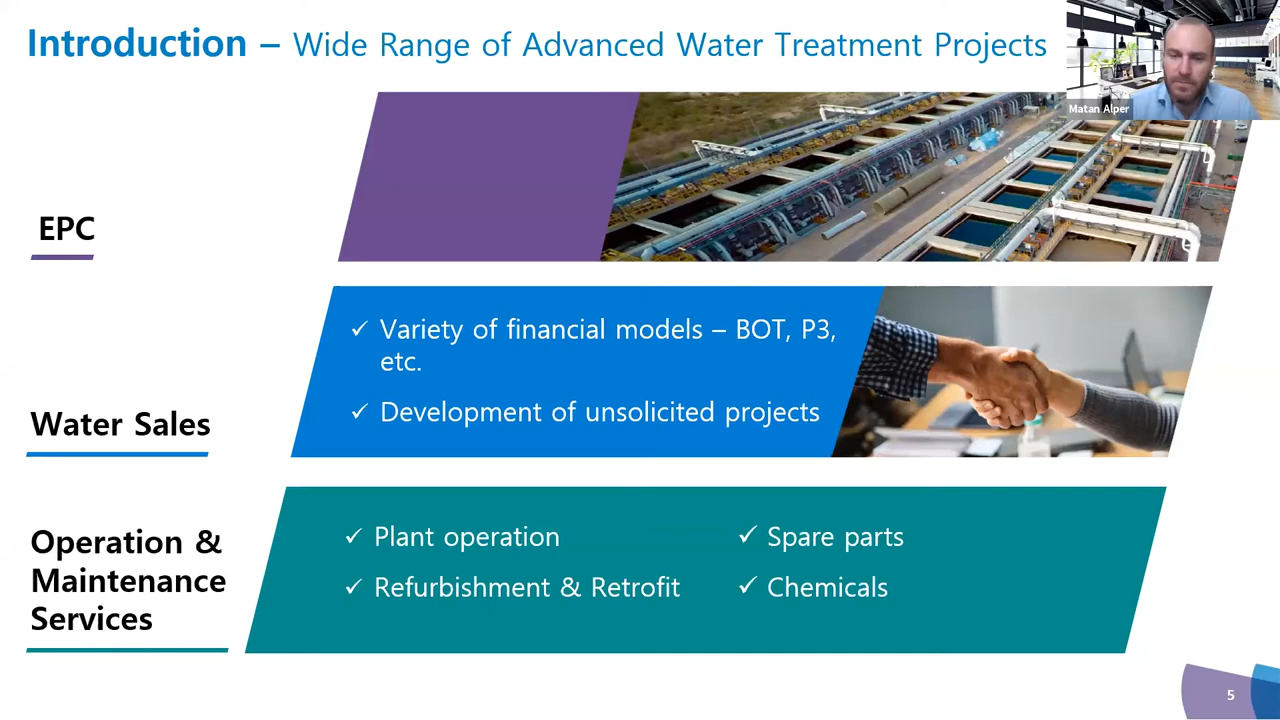 Introduction – Wide Range of Advanced Water Treatment Projects
Matan Alper
EPC
Water Sales
✓ Variety of financial models – BOT, P3,
etc.
✓ Development of unsolicited projects
Operation &
Maintenance
Services
✓ Plant operation
✓ Refurbishment & Retrofit
✓ Spare parts
✓ Chemicals
5